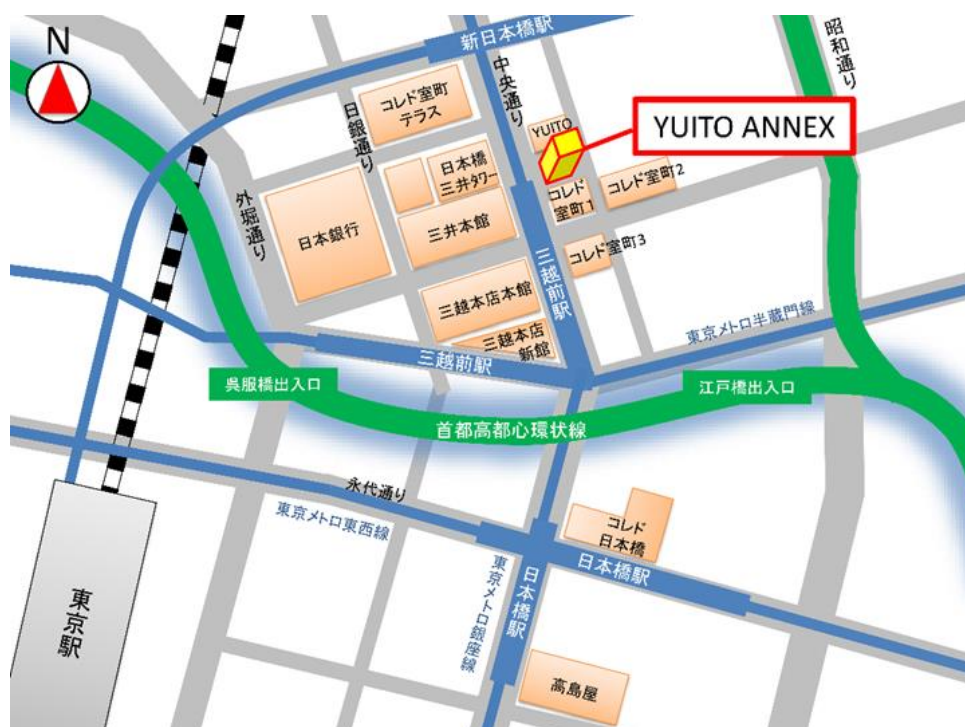 N
新日本橋駅
昭和通り
中央通り
コレド室町
テラス
日銀通り
YUITO
YUITO ANNEX
日本橋
三井タワー
コレド
室町1
コレド室町2
外堀通り
日本銀行
三井本館
コレド室町3
三越前駅
三越本店本館
三越本店
新館
東京メトロ半蔵門線
三越前駅
呉服橋出入口
江戸橋出入口
首都高都心環状線
永代通り
東京メトロ東西線
コレド
日本橋
日本橋駅
東京メトロ銀座線
日本橋駅
東京駅
高島屋